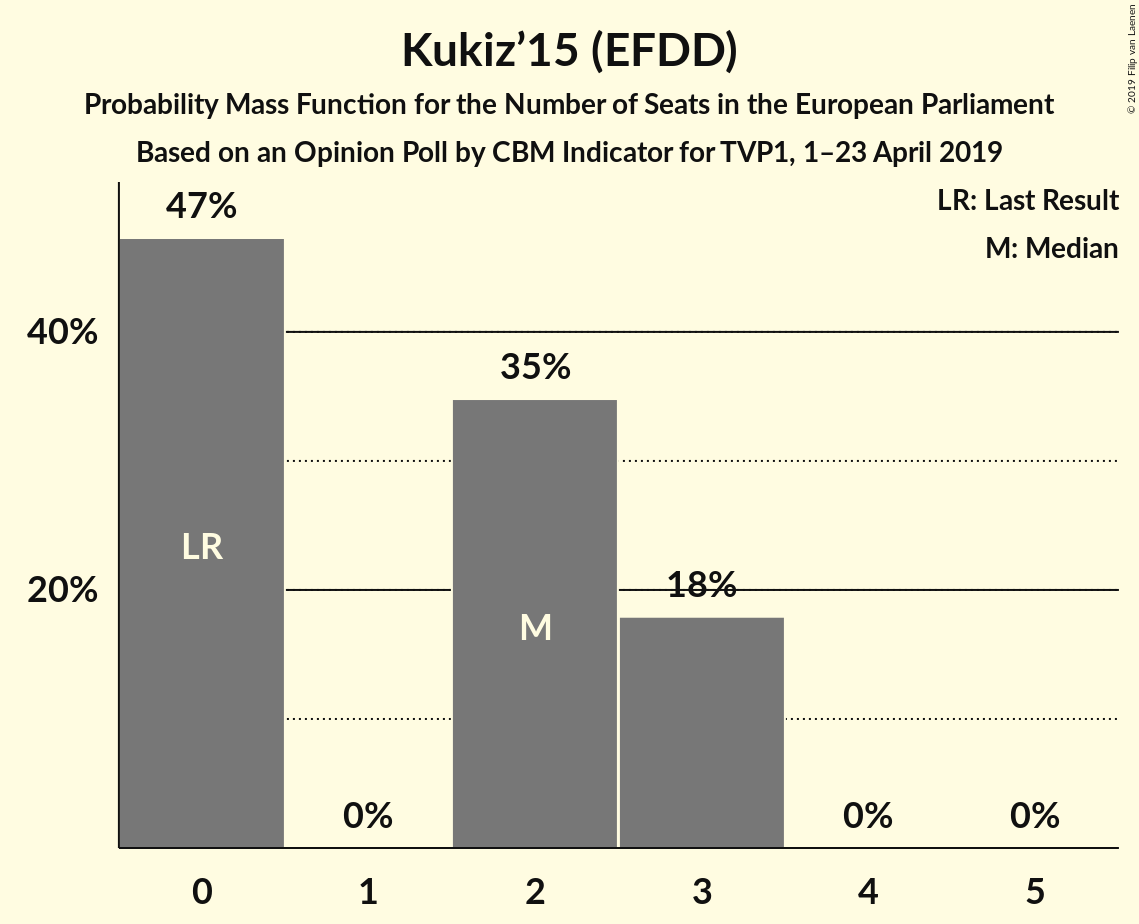 Kukiz’15 (EFDD)
Probability Mass Function for the Number of Seats in the European Parliament
Based on an Opinion Poll by CBM Indicator for TVP1, 1–23 April 2019
© 2019 Filip van Laenen
LR: Last Result
M: Median
47%
40%
35%
LR
20%
18%
M
0%
0%
0%
0
1
2
3
4
5